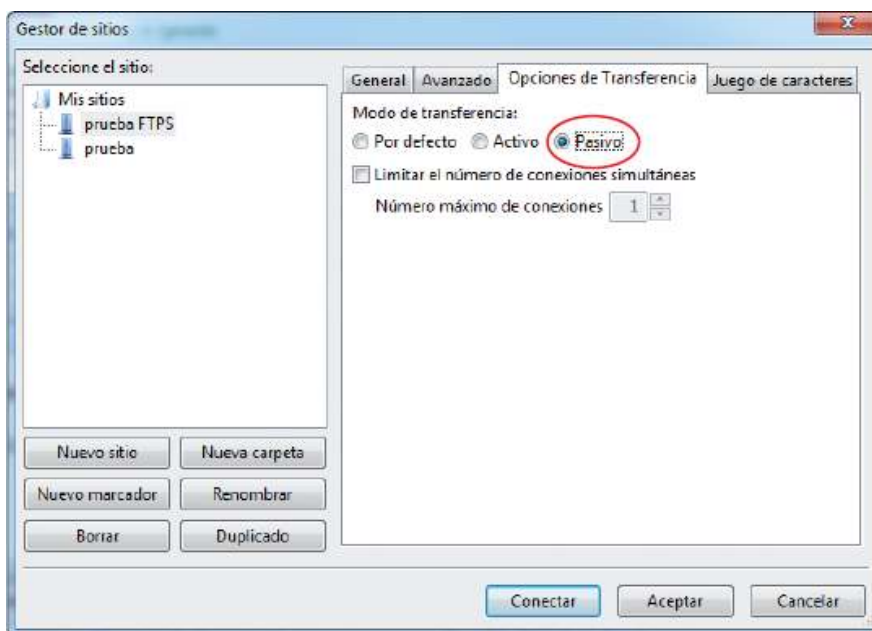 Gestor de sitios
Seleccione el sitio:
Mis sitios
prueba FTPS
prueba
Nuevo sitio
Nueva carpeta
Nuevo marcador
Renombrar
Borrar
Duplicado
General
Avanzado
Opciones de Transferencia
Juego de caracteres
Modo de transferencia:
Por defecto
Activo
Pasivo
Limitar el número de conexiones simultáneas
Número máximo de conexiones 1
Conectar
Aceptar
Cancelar